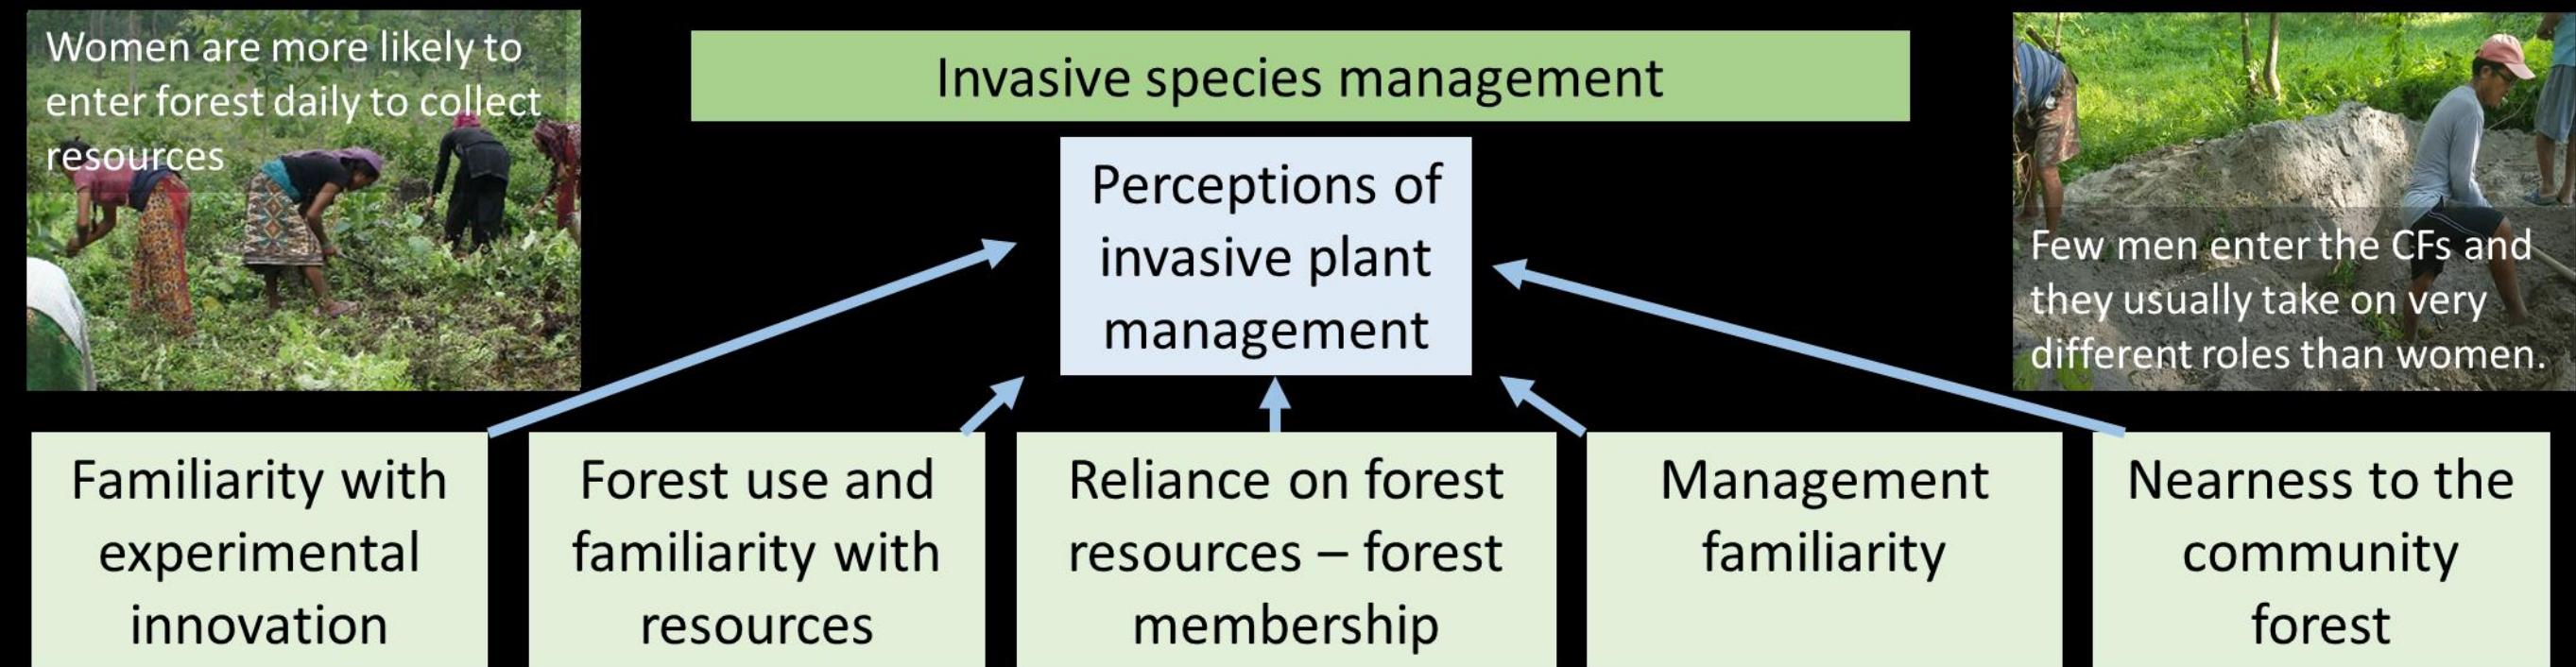 Women are more likely to
enter forest daily to collect
resources
Invasive species management
Perceptions of
invasive plant
management
Few men enter the CFs and
they usually take on very
different roles than women.
Familiarity with
experimental
innovation
Forest use and
familiarity with
resources
Reliance on forest
resources – forest
membership
Management
familiarity
Nearness to the
community
forest